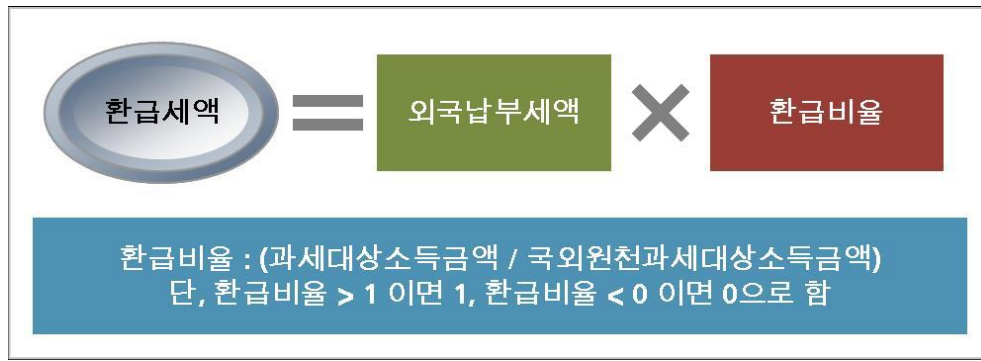 환급세액 = 외국납부세액 × 환급비율
환급비율 : (과세대상소득금액 / 국외원천과세대상소득금액)
단, 환급비율 > 1 이면 1, 환급비율 < 0 이면 0으로 함